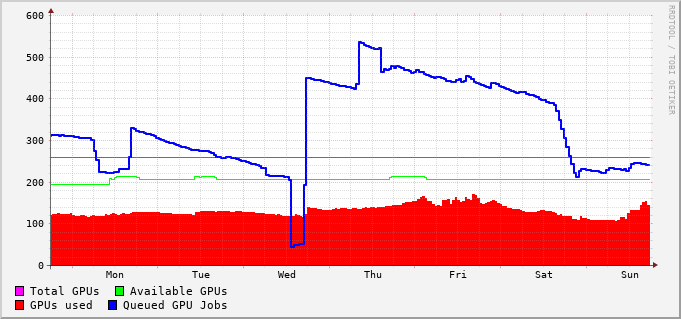 600
500
400
300
200
100
0
Mon Tue Wed Thu Fri Sat Sun
Total GPUs Available GPUs
GPUs used Queued GPU Jobs
RRDTOOL / TOBI OETIKER